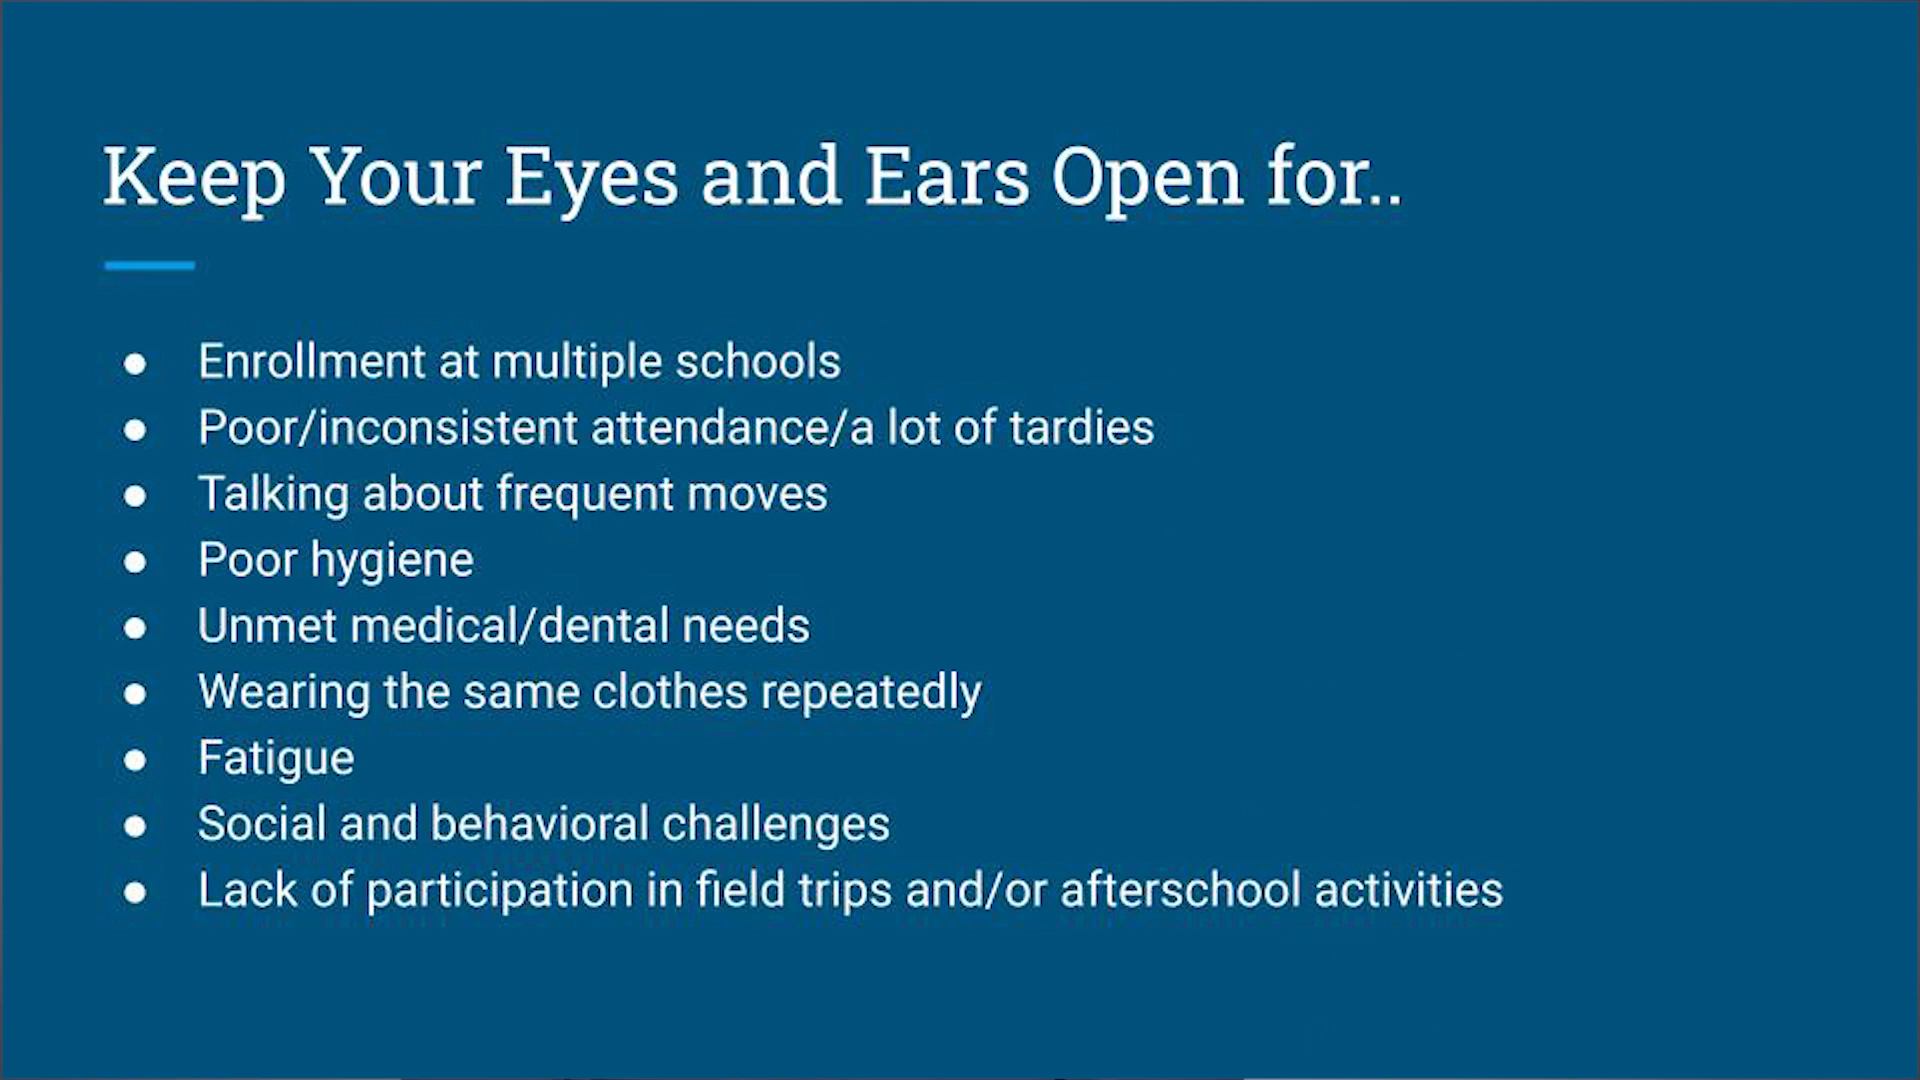 Keep Your Eyes and Ears Open for..
● Enrollment at multiple schools
● Poor/inconsistent attendance/a lot of tardies
● Talking about frequent moves
● Poor hygiene
● Unmet medical/dental needs
● Wearing the same clothes repeatedly
● Fatigue
● Social and behavioral challenges
● Lack of participation in field trips and/or afterschool activities